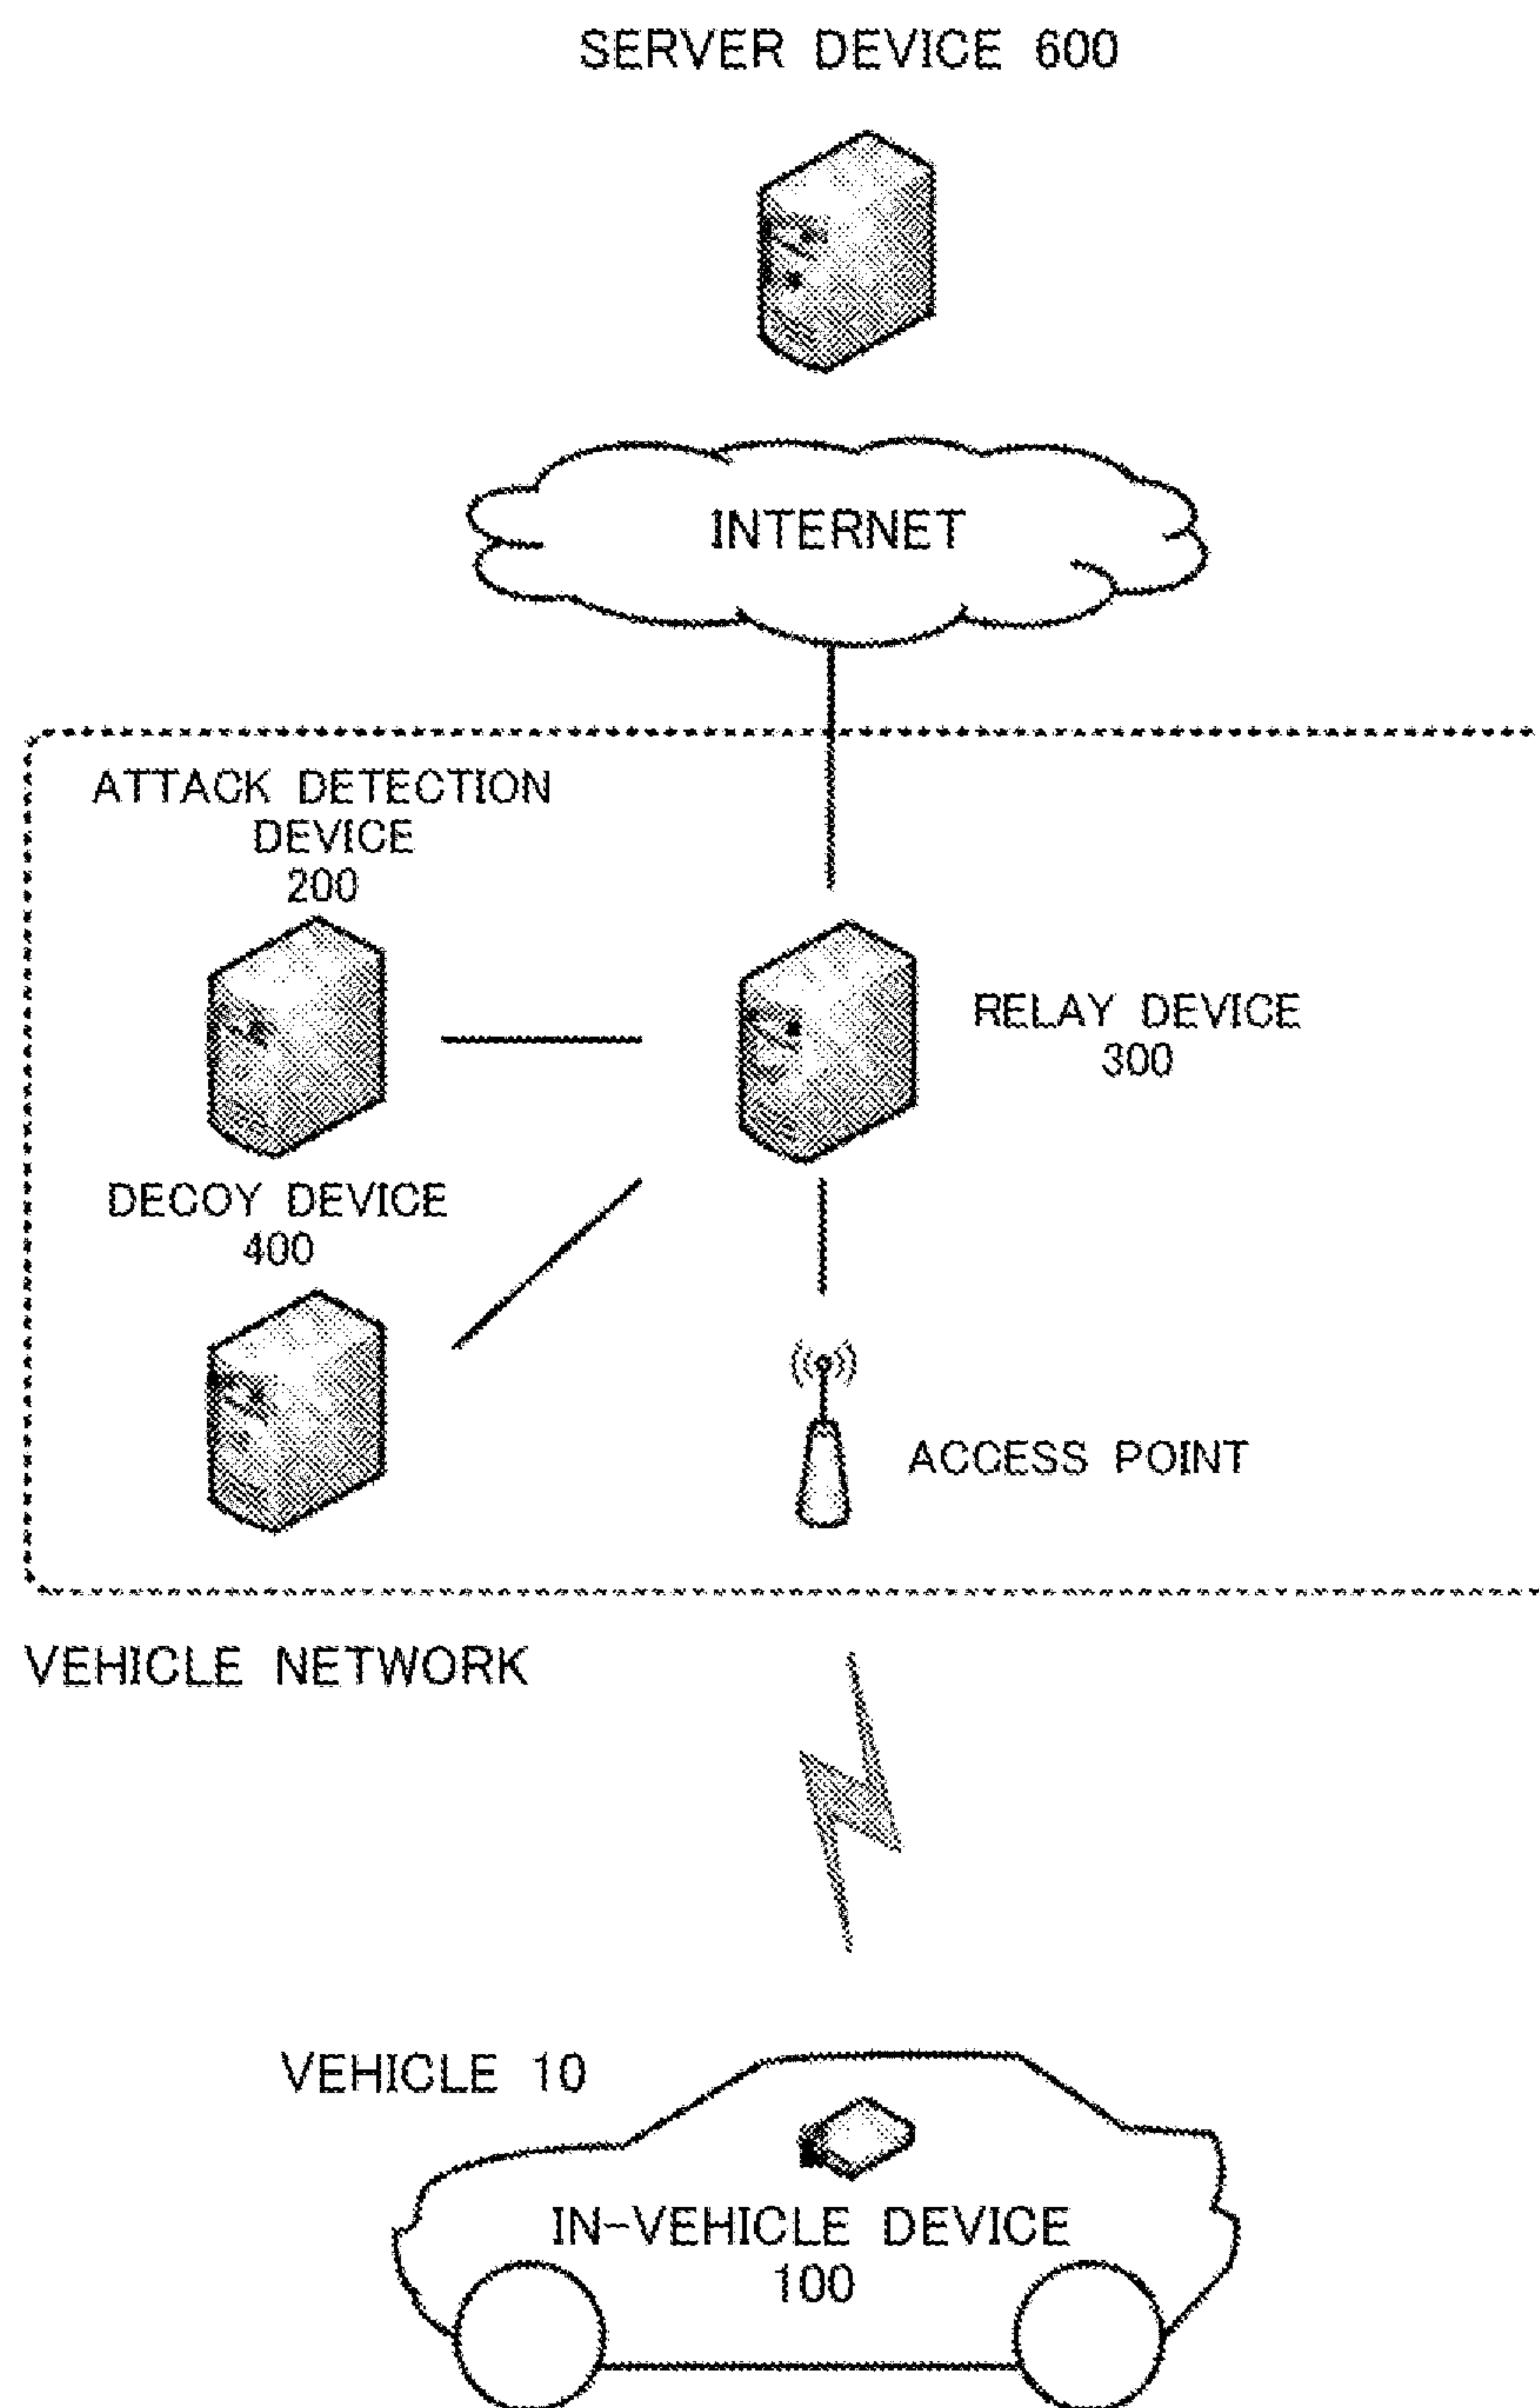 SERVER DEVICE 600
INTERNET
ATTACK DETECTION
DEVICE
200
RELAY DEVICE
300
DECOY DEVICE
400
ACCESS POINT
VEHICLE NETWORK
VEHICLE 10
IN-VEHICLE DEVICE
100